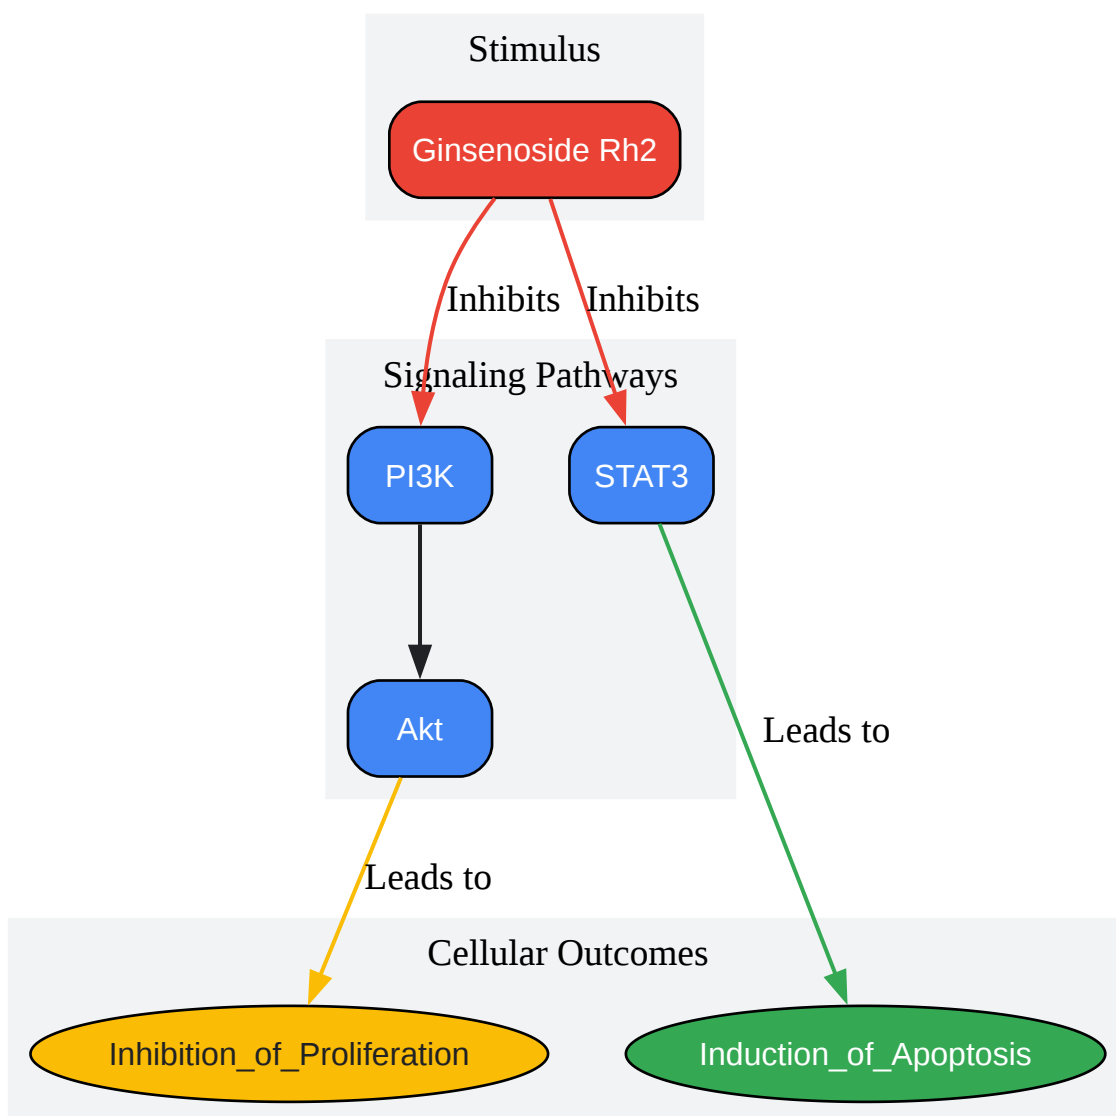 Stimulus
Ginsenoside Rh2
Inhibits
Inhibits
Signaling Pathways
PI3K
STAT3
Akt
Leads to
Leads to
Cellular Outcomes
Inhibition_of_Proliferation
Induction_of_Apoptosis